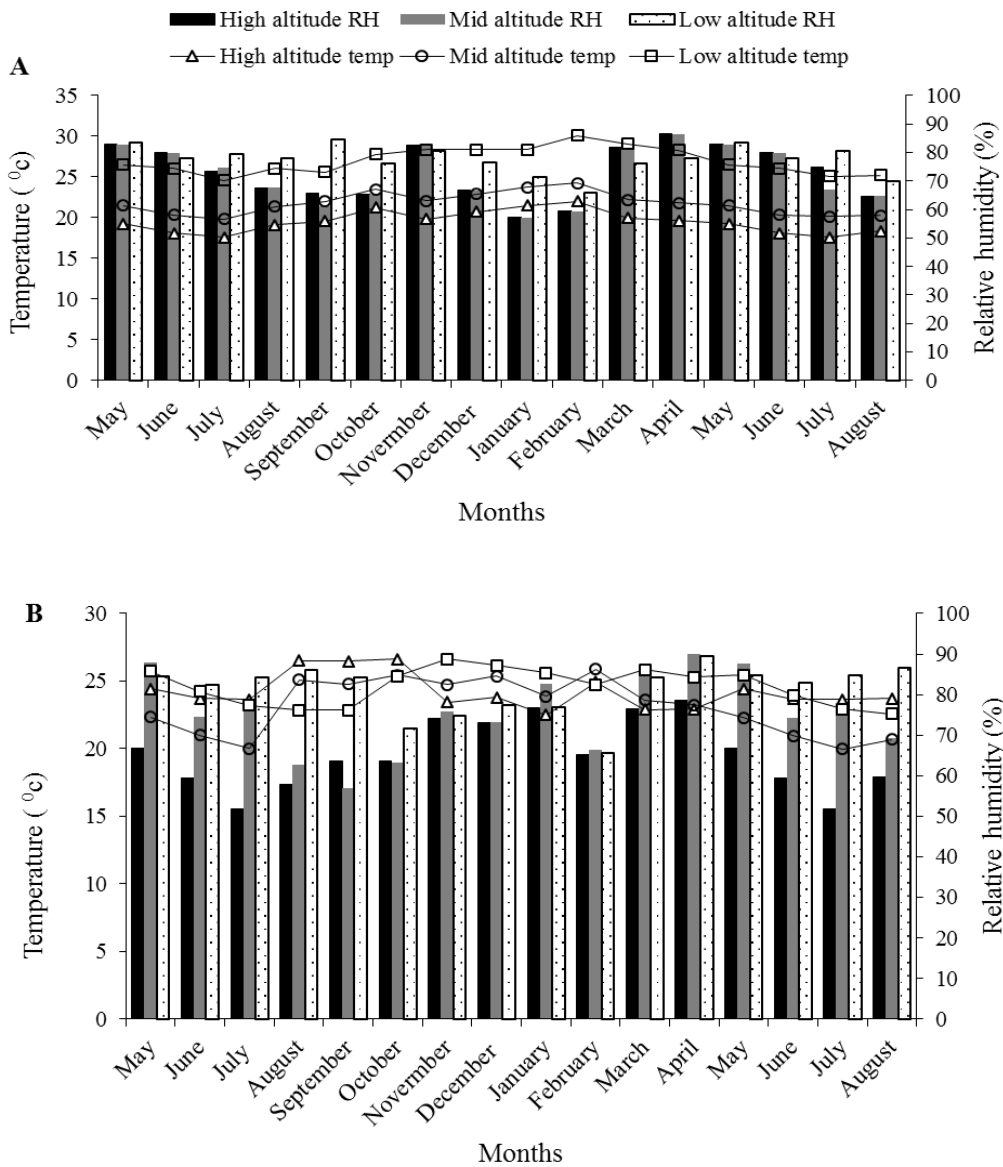 High altitude RH Mid altitude RH Low altitude RH
High altitude temp Mid altitude temp Low altitude temp
A
35
30
25
20
15
10
5
0
Temperature ( ⁰c)
100
90
80
70
60
50
40
30
20
10
0
Relative humidity (%)
May
June
July
August
September
October
Novermber
December
January
February
March
April
May
June
July
August
Months
B
30
25
20
15
10
5
0
Temperature ( ⁰c)
100
90
80
70
60
50
40
30
20
10
0
Relative humidity (%)
May
June
July
August
September
October
Novermber
December
January
February
March
April
May
June
July
August
Months